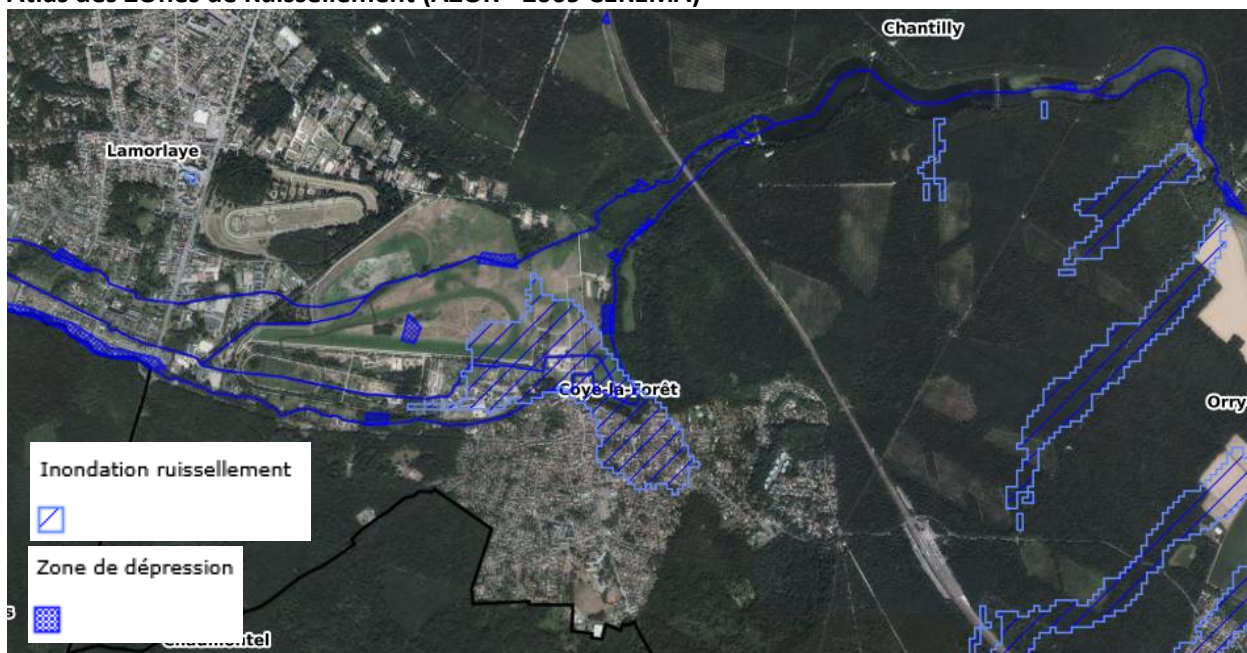 Atlas des Zones de Ruissellement (AZOR - 2009 CEREMA)
Chantilly
Lamorlaye
Coye-la-Forêt
Orry
Inondation ruissellement
Zone de dépression
s
Chaumontel